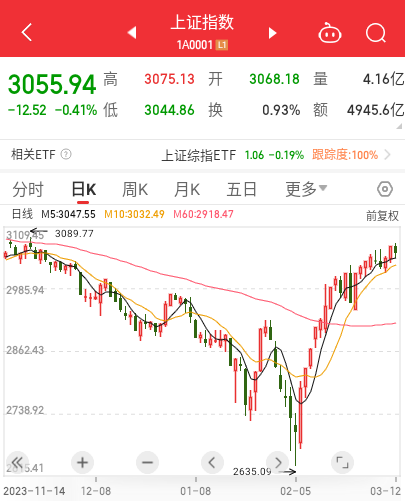 上证指数
1A0001 L1
3055.94 高 3075.13 开 3068.18 量 4.16亿
-12.52 -0.41% 低 3044.86 换 0.93% 额 4945.6亿
相关ETF ? 上证综指ETF 1.06 -0.19% 跟踪度:100%
分时 日K 周K 月K 五日 更多
日线 M5:3047.55 M10:3032.49 M60:2918.47 前复权
3109.45 3089.77
2985.94
2862.43
2738.92
2615.41 2635.09
2023-11-14 12-08 01-08 02-05 03-12